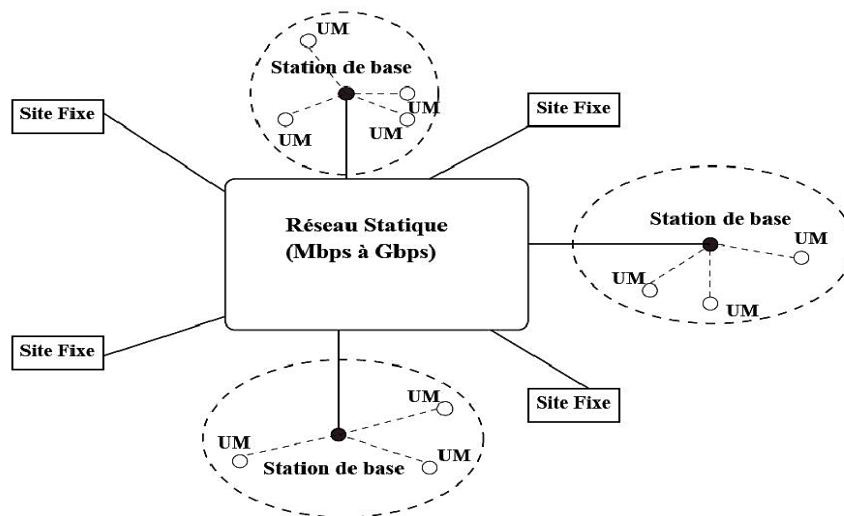 UM
Station de base
UM
UM
UM
Site Fixe
Site Fixe
Réseau Statique
(Mbps à Gbps)
Station de base
UM
UM
UM
Site Fixe
Site Fixe
UM
UM
UM
Station de base